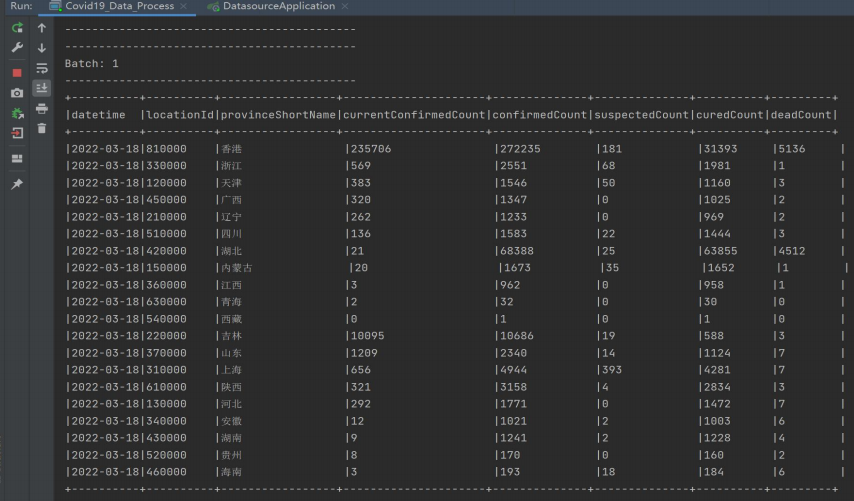 Run: Covid19_Data_Process × DatasourceApplication ×
-------------------------------------------
-------------------------------------------
Batch: 1
-------------------------------------------
+----------+----------+-----------------+---------------------+--------------+--------------+----------+---------+
|datetime  |locationId|provinceShortName|currentConfirmedCount|confirmedCount|suspectedCount|curedCount|deadCount|
+----------+----------+-----------------+---------------------+--------------+--------------+----------+---------+
|2022-03-18|810000    |香港               |235706               |272235        |181           |31393     |5136     |
|2022-03-18|330000    |浙江               |569                  |2551          |68            |1981      |1        |
|2022-03-18|120000    |天津               |383                  |1546          |50            |1160      |3        |
|2022-03-18|450000    |广西               |320                  |1347          |0             |1025      |2        |
|2022-03-18|210000    |辽宁               |262                  |1233          |0             |969       |2        |
|2022-03-18|510000    |四川               |136                  |1583          |22            |1444      |3        |
|2022-03-18|420000    |湖北               |21                   |68388         |25            |63855     |4512     |
|2022-03-18|150000    |内蒙古              |20                   |1673          |35            |1652      |1        |
|2022-03-18|360000    |江西               |3                    |962           |0             |958       |1        |
|2022-03-18|630000    |青海               |2                    |32            |0             |30        |0        |
|2022-03-18|540000    |西藏               |0                    |1             |0             |1         |0        |
|2022-03-18|220000    |吉林               |10095                |10686         |19            |588       |3        |
|2022-03-18|370000    |山东               |1209                 |2340          |14            |1124      |7        |
|2022-03-18|310000    |上海               |656                  |4944          |393           |4281      |7        |
|2022-03-18|610000    |陕西               |321                  |3158          |4             |2834      |3        |
|2022-03-18|130000    |河北               |292                  |1771          |0             |1472      |7        |
|2022-03-18|340000    |安徽               |12                   |1021          |2             |1003      |6        |
|2022-03-18|430000    |湖南               |9                    |1241          |2             |1228      |4        |
|2022-03-18|520000    |贵州               |8                    |170           |0             |160       |2        |
|2022-03-18|460000    |海南               |3                    |193           |18            |184       |6        |
+----------+----------+-----------------+---------------------+--------------+--------------+----------+---------+